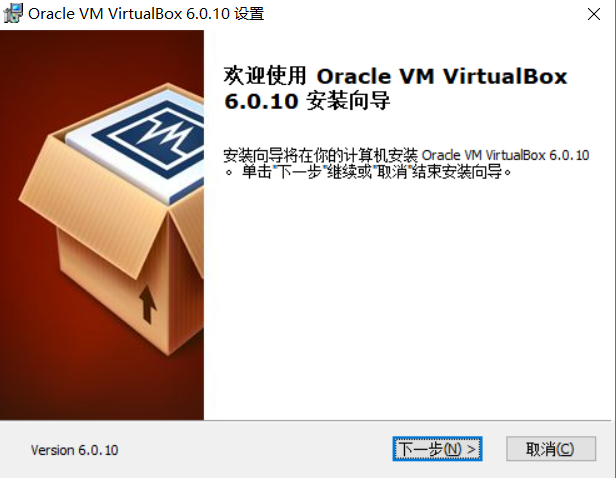 Oracle VM VirtualBox 6.0.10 设置
欢迎使用 Oracle VM VirtualBox
6.0.10 安装向导
安装向导将在你的计算机安装 Oracle VM VirtualBox 6.0.10
。 单击"下一步"继续或"取消"结束安装向导。
Version 6.0.10
下一步(N) >
取消(C)